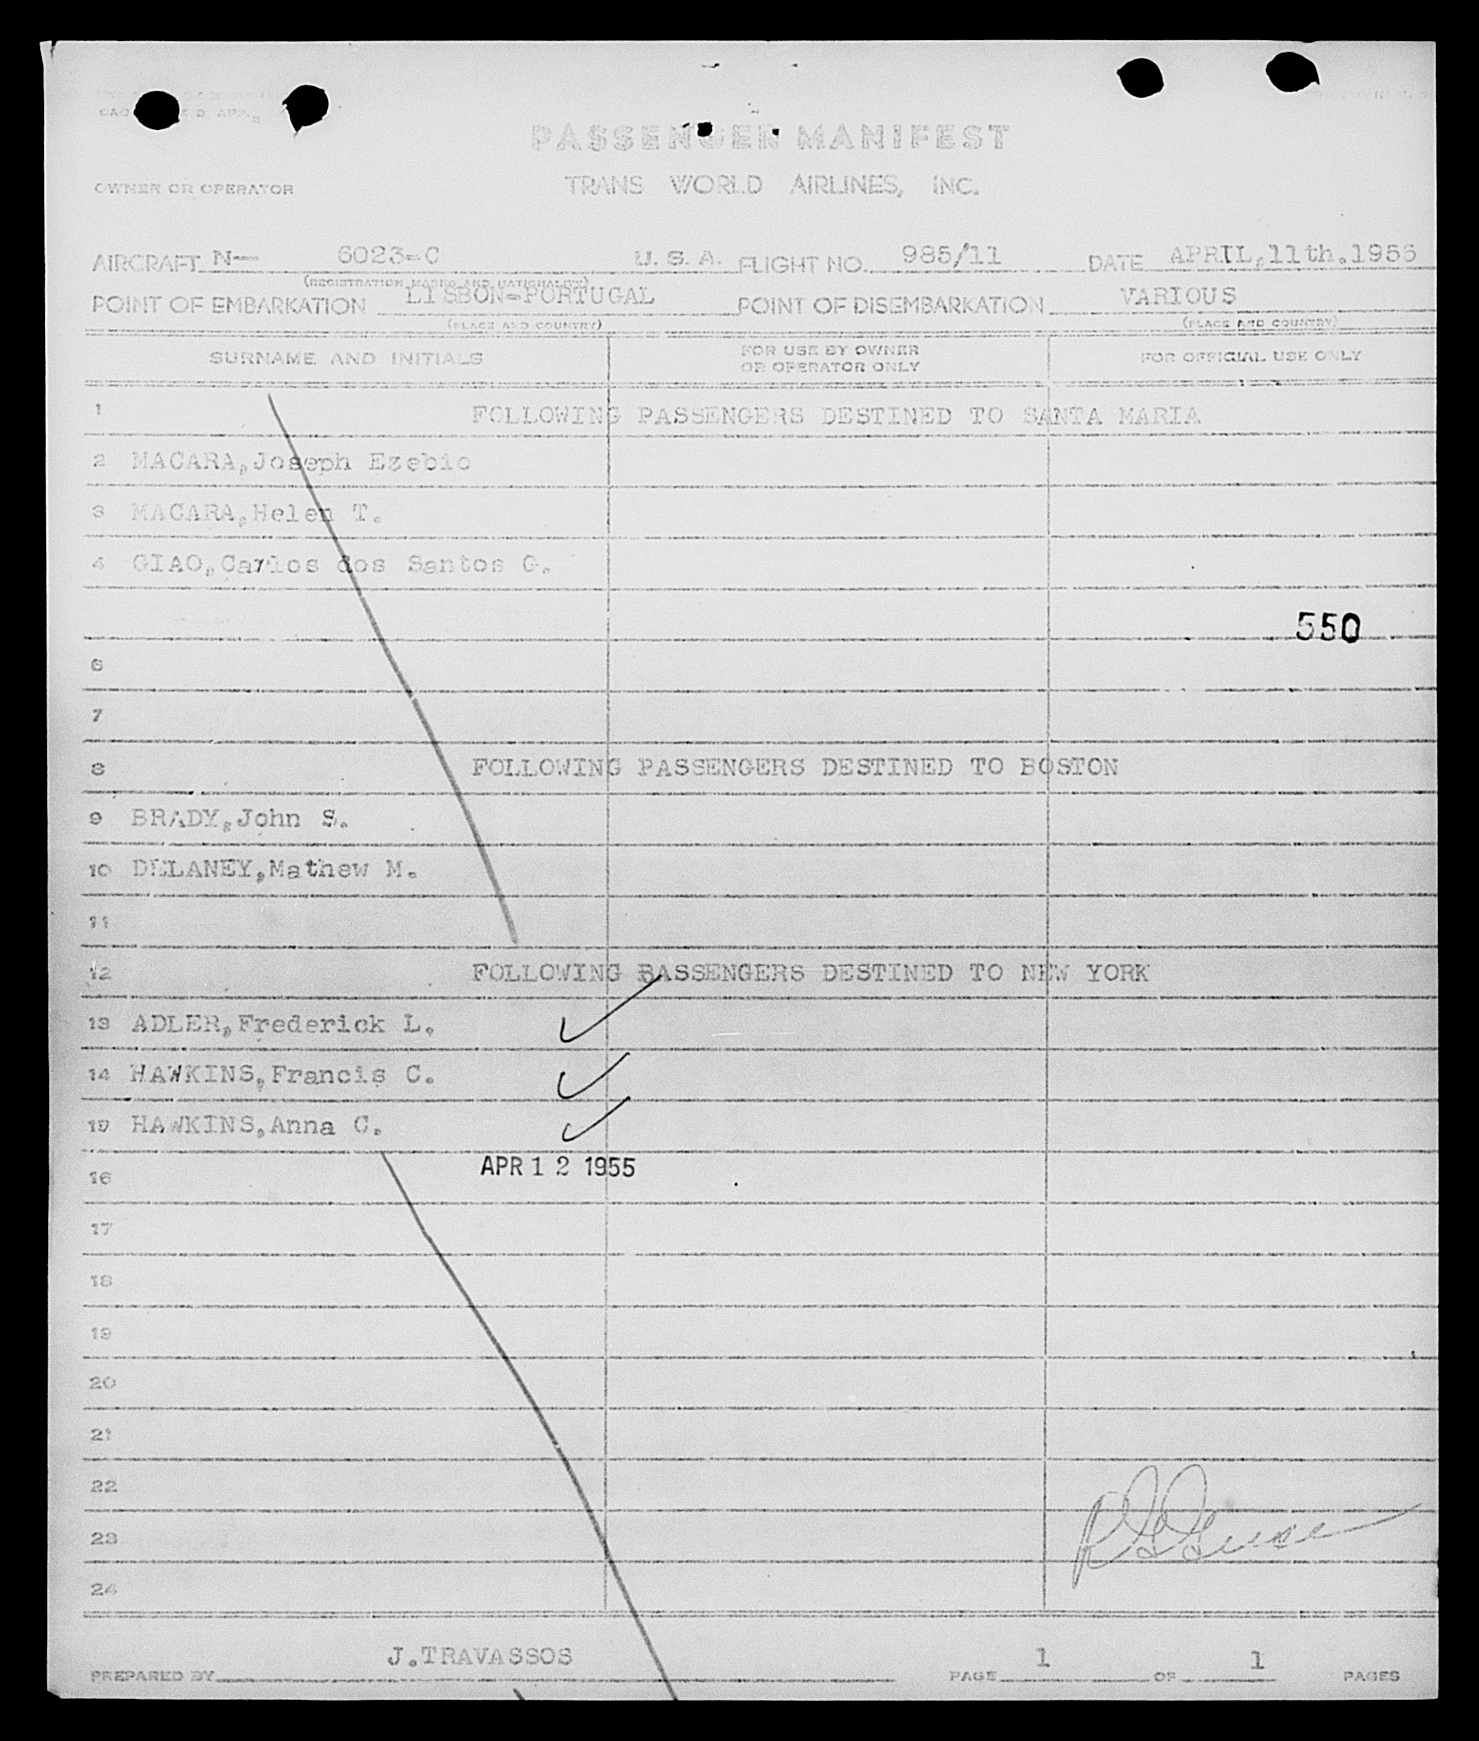 PASSENGER MANIFEST
OWNER OR OPERATOR TRANS WORLD AIRLINES, INC.
AIRCRAFT N— 6023-C U. S. A. FLIGHT NO. 985/11 DATE APRIL,11th.1955
(REGISTRATION MARKS AND NATIONALITY)
POINT OF EMBARKATION LISBON-PORTUGAL POINT OF DISEMBARKATION VARIOUS
(PLACE AND COUNTRY) (PLACE AND COUNTRY)
SURNAME AND INITIALS FOR USE BY OWNER OR OPERATOR ONLY FOR OFFICIAL USE ONLY
1 FOLLOWING PASSENGERS DESTINED TO SANTA MARIA
2 MACARA,Joseph Ezebio
3 MACARA,Helen T.
4 GIAO,Carlos dos Santos G.
550
6
7
8 FOLLOWING PASSENGERS DESTINED TO BOSTON
9 BRADY,John S.
10 DELANEY,Mathew M.
11
12 FOLLOWING PASSENGERS DESTINED TO NEW YORK
13 ADLER,Frederick L.
14 HAWKINS,Francis C.
15 HAWKINS,Anna C.
16 APR 12 1955
17
18
19
20
21
22
23
24
PREPARED BY J.TRAVASSOS PAGE 1 OF 1 PAGES